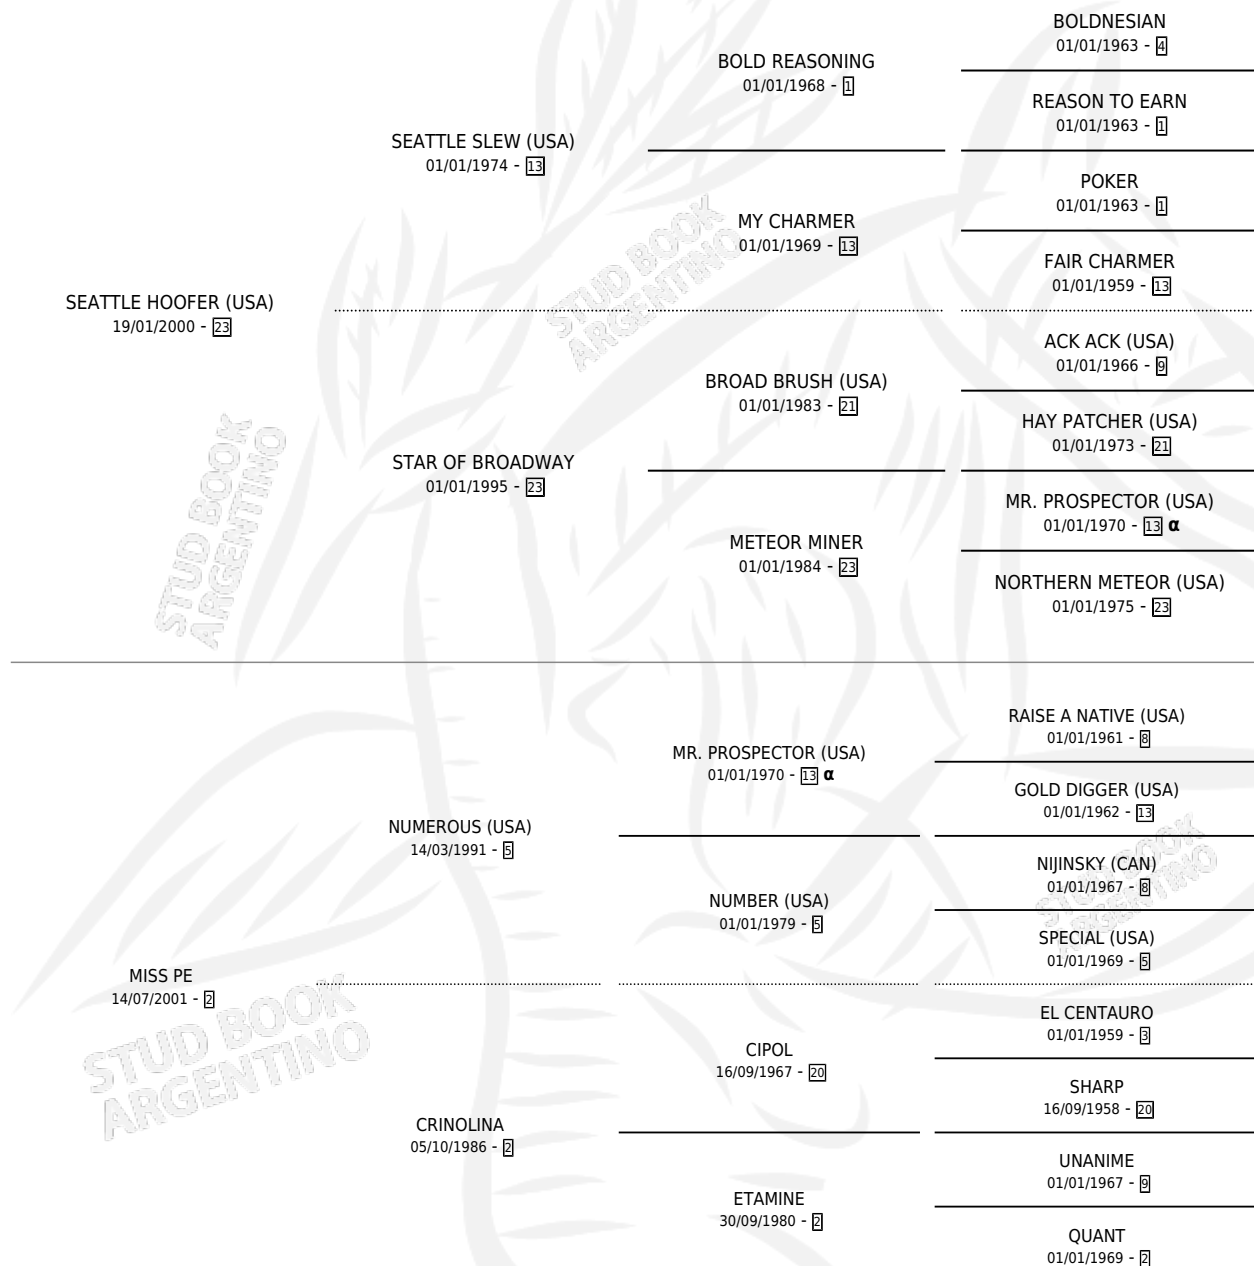 BOLDNESIAN
01/01/1963 - 4
BOLD REASONING
01/01/1968 - 1
REASON TO EARN
01/01/1963 - 1
SEATTLE SLEW (USA)
01/01/1974 - 13
POKER
01/01/1963 - 1
MY CHARMER
01/01/1969 - 13
FAIR CHARMER
01/01/1959 - 13
SEATTLE HOOFER (USA)
19/01/2000 - 23
ACK ACK (USA)
01/01/1966 - 9
BROAD BRUSH (USA)
01/01/1983 - 21
HAY PATCHER (USA)
01/01/1973 - 21
STAR OF BROADWAY
01/01/1995 - 23
MR. PROSPECTOR (USA)
01/01/1970 - 13 α
METEOR MINER
01/01/1984 - 23
NORTHERN METEOR (USA)
01/01/1975 - 23
RAISE A NATIVE (USA)
01/01/1961 - 8
MR. PROSPECTOR (USA)
01/01/1970 - 13 α
GOLD DIGGER (USA)
01/01/1962 - 13
NUMEROUS (USA)
14/03/1991 - 5
NIJINSKY (CAN)
01/01/1967 - 8
NUMBER (USA)
01/01/1979 - 5
SPECIAL (USA)
01/01/1969 - 5
MISS PE
14/07/2001 - 2
EL CENTAURO
01/01/1959 - 3
CIPOL
16/09/1967 - 20
SHARP
16/09/1958 - 20
CRINOLINA
05/10/1986 - 2
UNANIME
01/01/1967 - 9
ETAMINE
30/09/1980 - 2
QUANT
01/01/1969 - 2
STUD BOOK
ARGENTINO
STUD BOOK
ARGENTINO
STUD BOOK
ARGENTINO
STUD BOOK
ARGENTINO